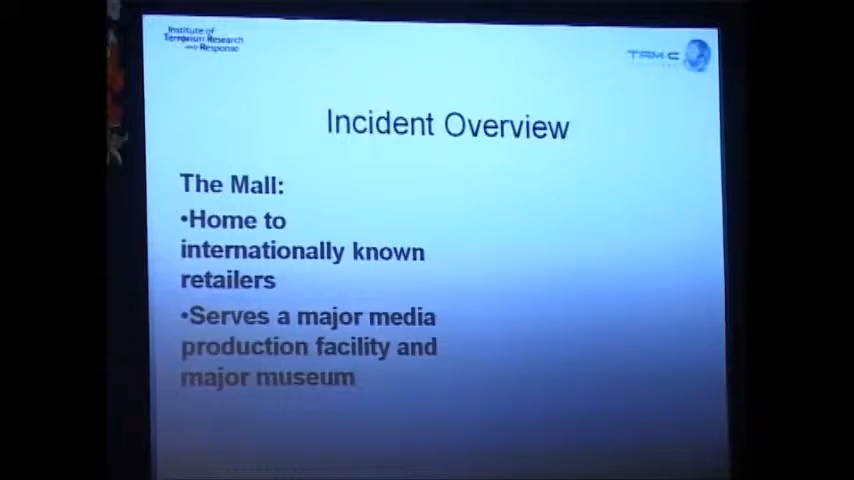 Institute of
Terrorism Research
and Response
TAM-C
Incident Overview
The Mall:
•Home to
internationally known
retailers
•Serves a major media
production facility and
major museum